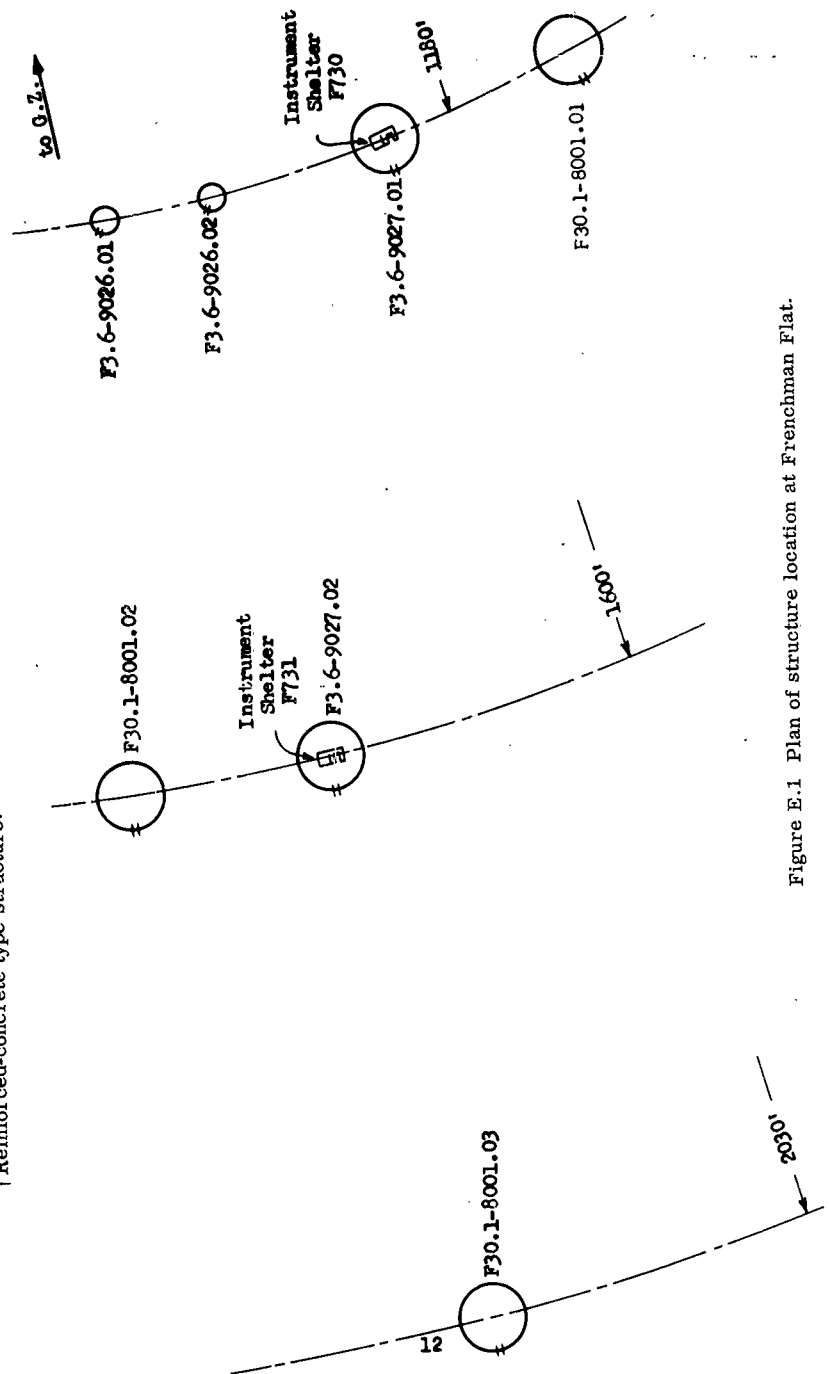 † Reinforced-concrete type structure.
to G.Z.
F3.6-9026.01
F3.6-9026.02
Instrument
Shelter
F730
F3.6-9027.01
1180'
F30.1-8001.01
F30.1-8001.02
Instrument
Shelter
F731
F3.6-9027.02
1600'
F30.1-8001.03
2030'
12
Figure E.1 Plan of structure location at Frenchman Flat.